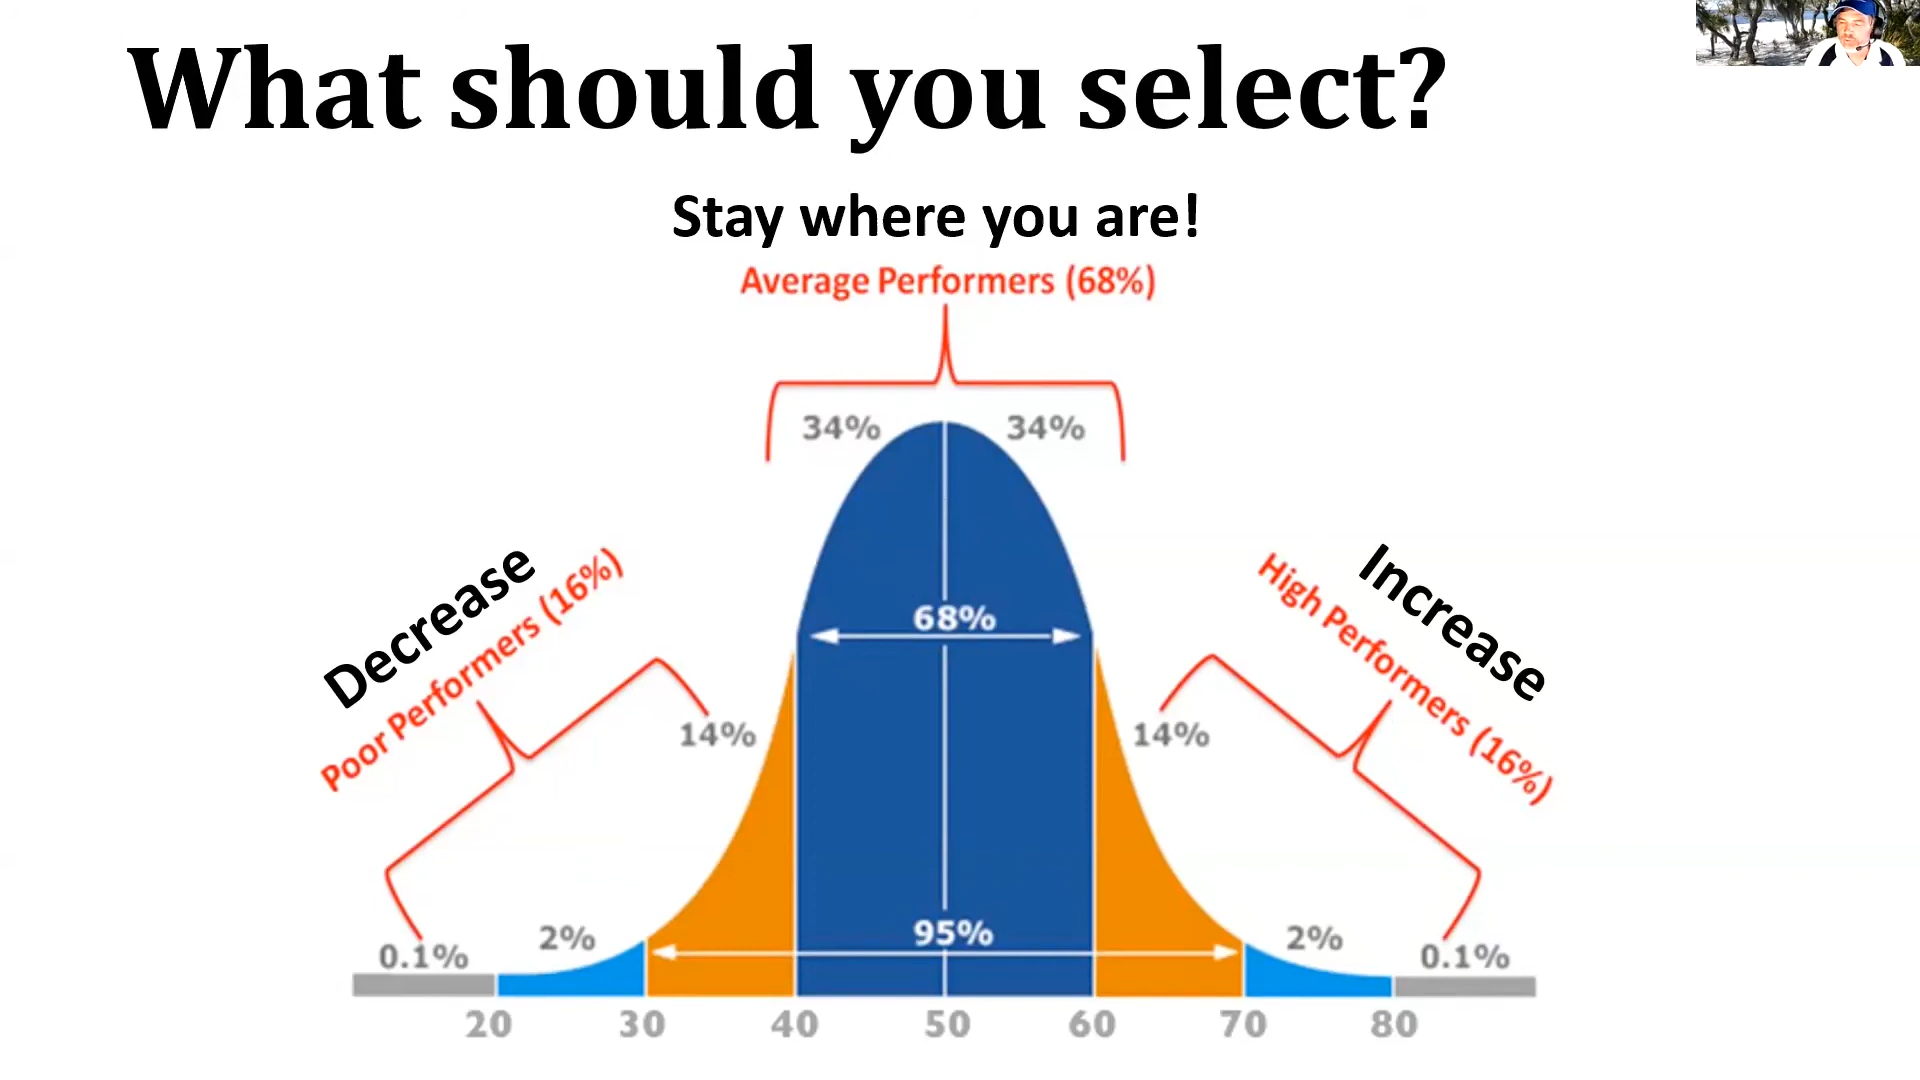 What should you select?
Stay where you are!
Average Performers (68%)
34%
34%
Decrease
Poor Performers (16%)
Increase
High Performers (16%)
68%
14%
14%
95%
2%
2%
0.1%
0.1%
20
30
40
50
60
70
80